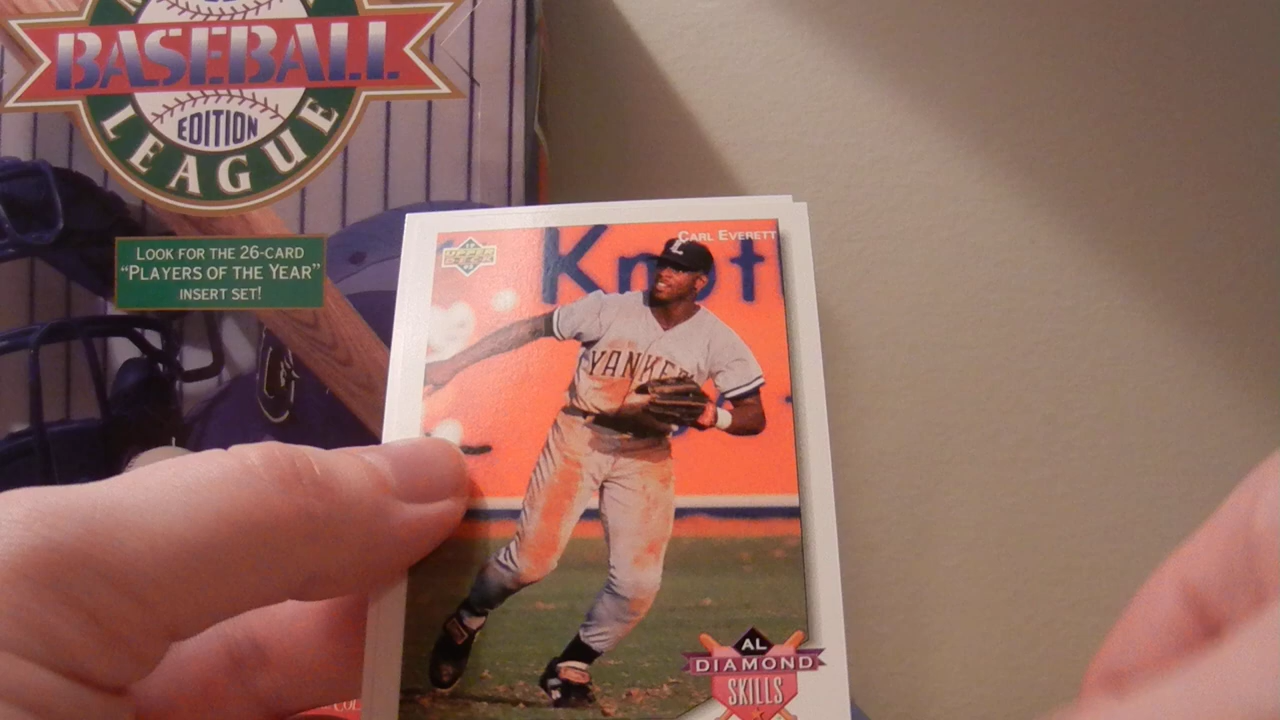 BASEBALL
EDITION
LEAGUE
LOOK FOR THE 26-CARD
"PLAYERS OF THE YEAR"
INSERT SET!
CARL EVERETT
UPPER
DECK
Knot
L
YANKE
AL
DIAMOND
SKILLS